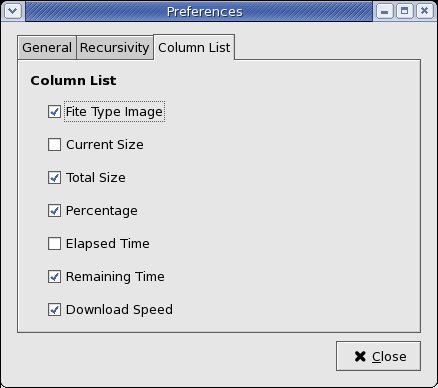 Preferences
General Recursivity Column List
Column List
Fite Type Image
Current Size
Total Size
Percentage
Elapsed Time
Remaining Time
Download Speed
Close